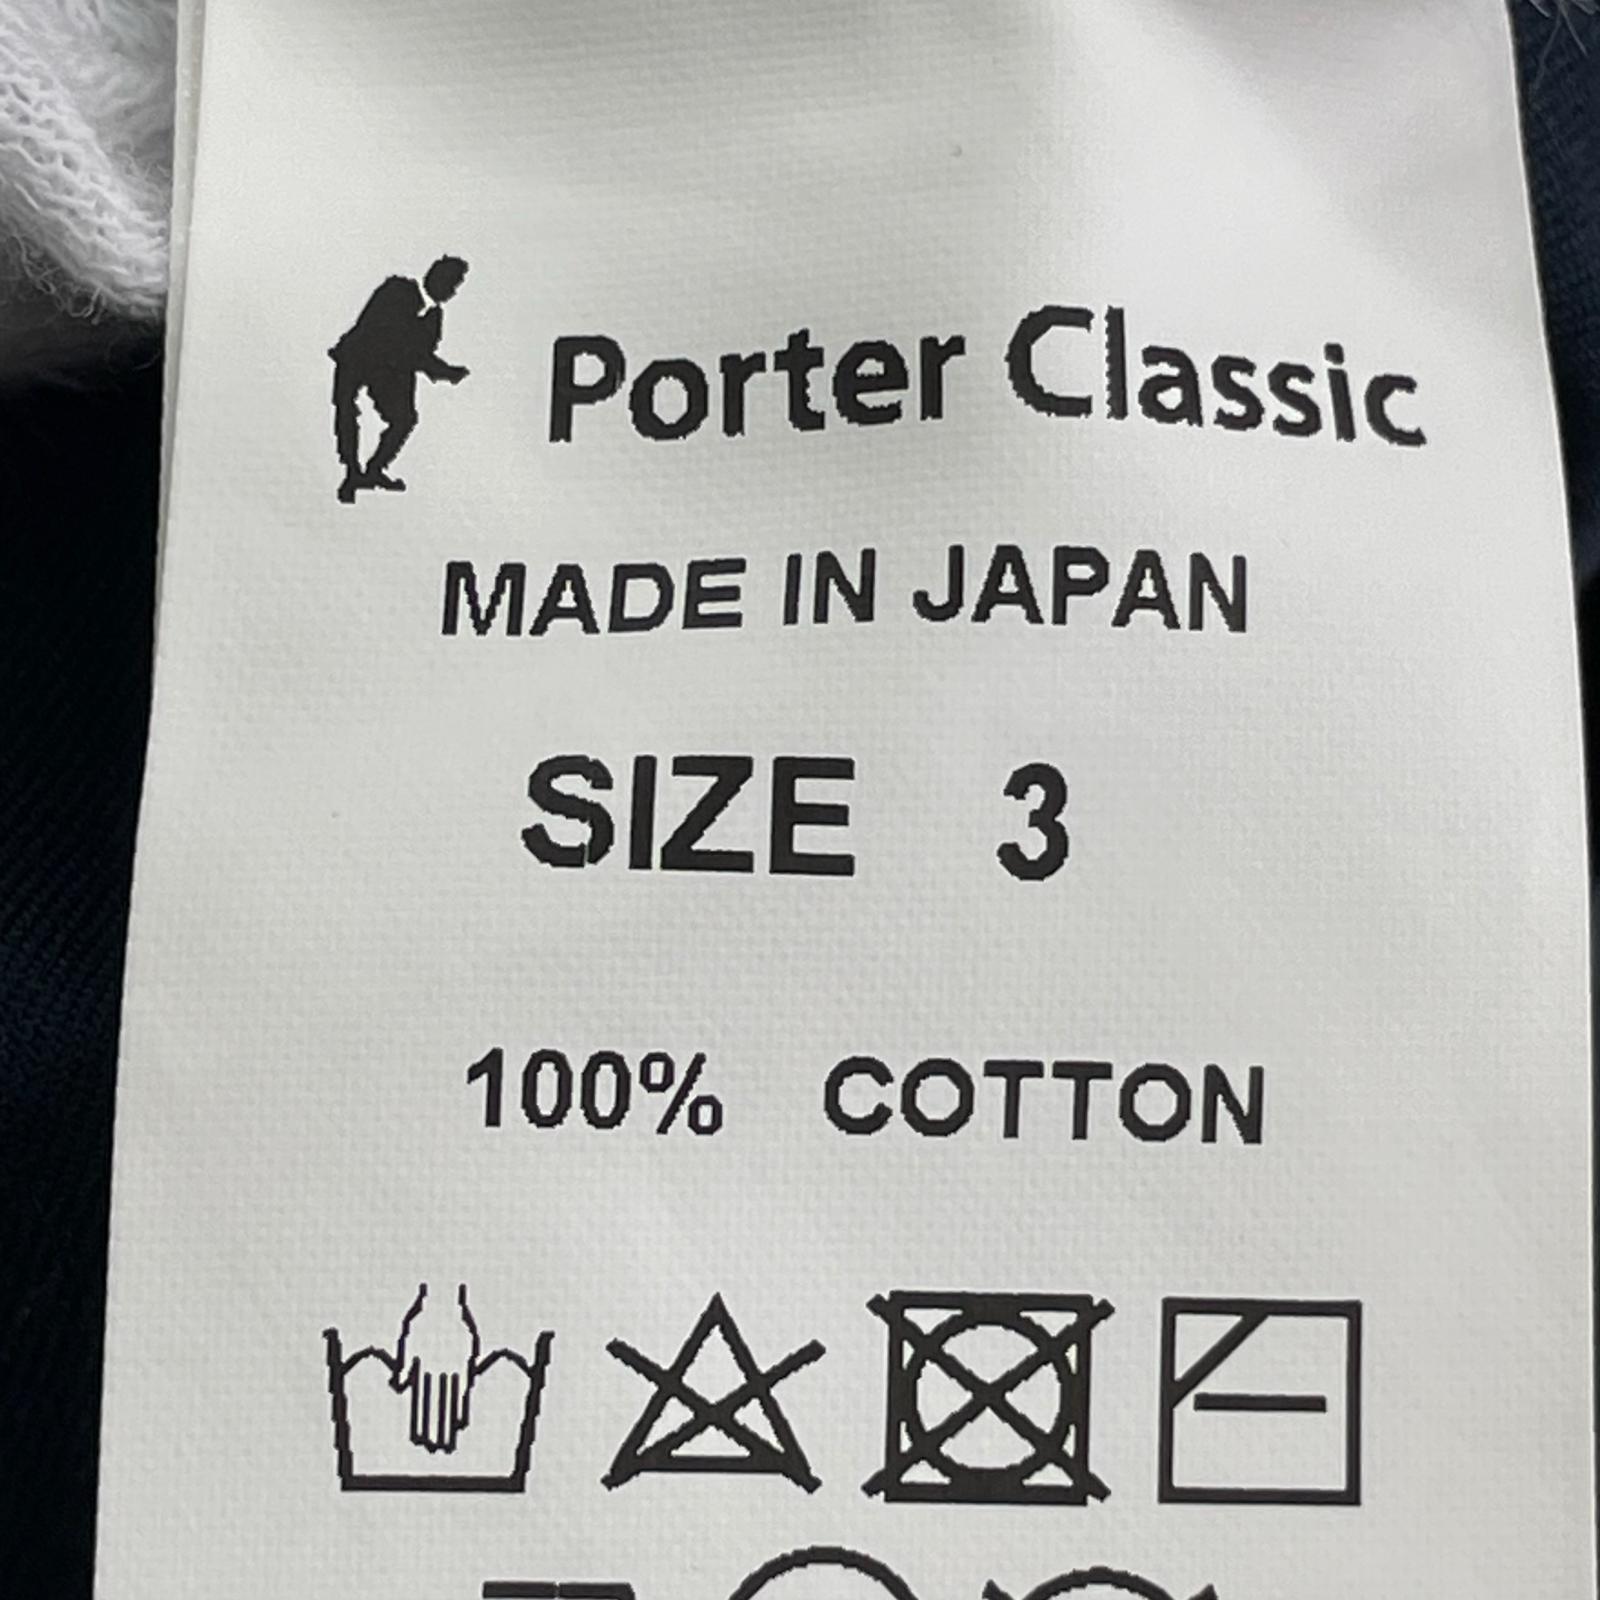 Porter Classic
MADE IN JAPAN
SIZE 3
100% COTTON